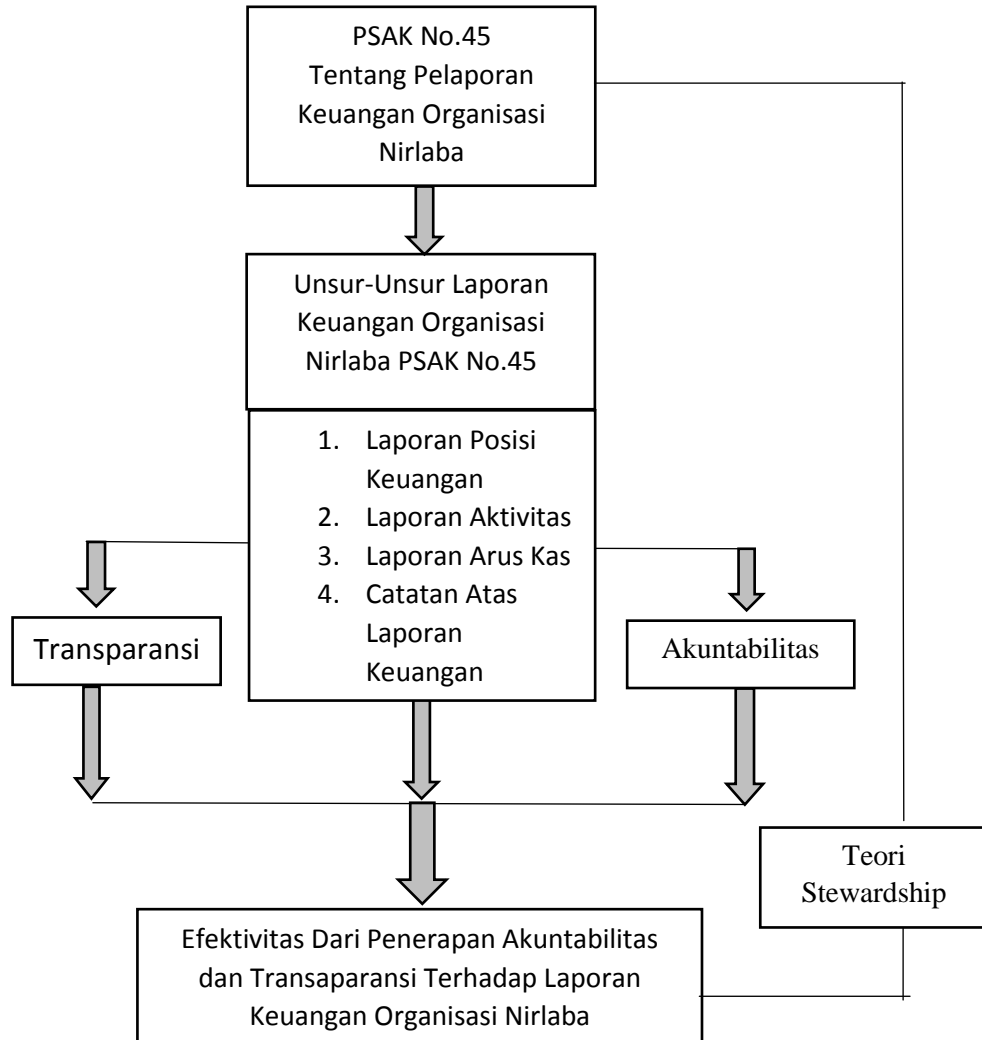 PSAK No.45
Tentang Pelaporan
Keuangan Organisasi
Nirlaba
Unsur-Unsur Laporan
Keuangan Organisasi
Nirlaba PSAK No.45
1. Laporan Posisi
Keuangan
2. Laporan Aktivitas
3. Laporan Arus Kas
4. Catatan Atas
Laporan
Keuangan
Transparansi
Akuntabilitas
Teori
Stewardship
Efektivitas Dari Penerapan Akuntabilitas
dan Transaparansi Terhadap Laporan
Keuangan Organisasi Nirlaba